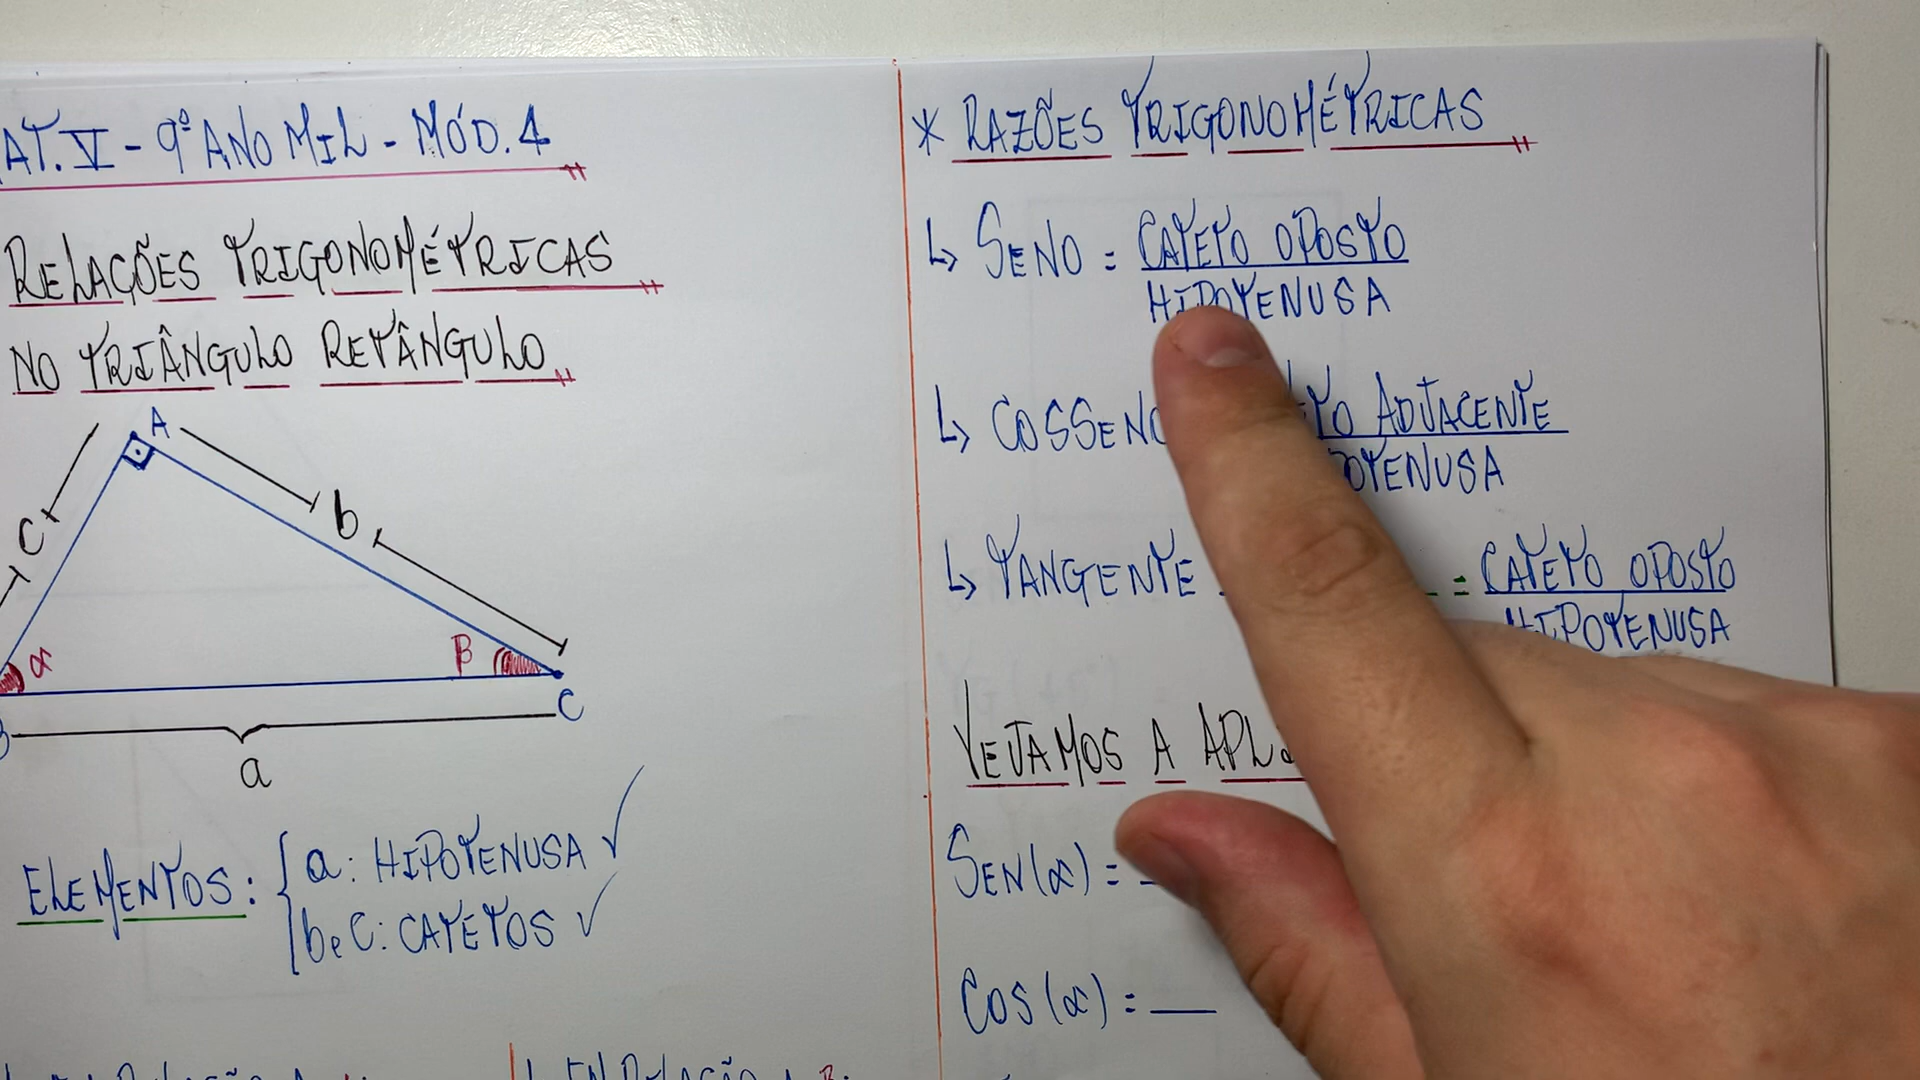 AT. V - 9º ANO MIL - MÓD. 4
RELAÇÕES TRIGONOMÉTRICAS
NO TRIÂNGULO RETÂNGULO
A
C
b
α
β
C
a
ELEMENTOS: a: HIPOTENUSA ✓
b e C: CATETOS ✓
* RAZÕES TRIGONOMÉTRICAS
↳ SENO = CATETO OPOSTO
HIPOTENUSA
↳ COSSENO ADJACENTE
↳ TANGENTE = CATETO OPOSTO
HIPOTENUSA
VEJAMOS A
SEN(α) =
COS(α) = __